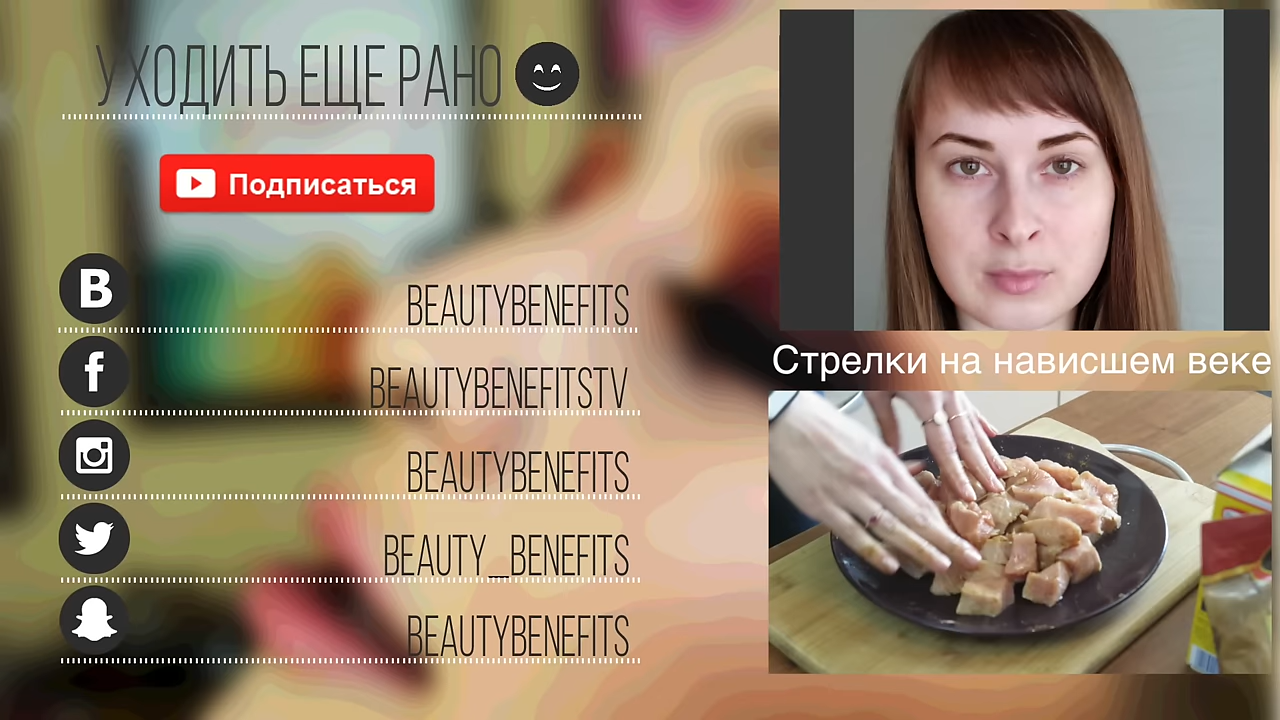 УХОДИТЬ ЕЩЕ РАНО
Подписаться
BEAUTYBENEFITS
BEAUTYBENEFITSTV
BEAUTYBENEFITS
BEAUTY_BENEFITS
BEAUTYBENEFITS
Стрелки на нависшем веке